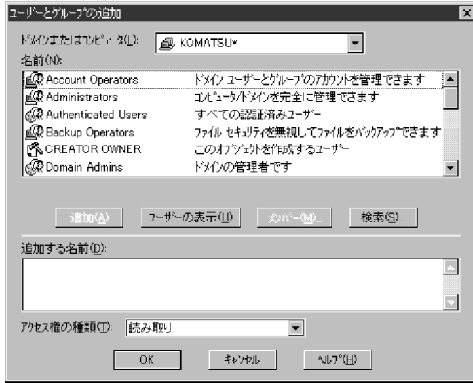 ユーザーとグループの追加
ドメインまたはコンピュータ(L): KOMATSU*
名前(N):
Account Operators ドメイン ユーザーとグループのアカウントを管理できます
Administrators コンピュータ/ドメインを完全に管理できます
Authenticated Users すべての認証済みユーザー
Backup Operators ファイル セキュリティを無視してファイルをバックアップできます
CREATOR OWNER このオブジェクトを作成するユーザー
Domain Admins ドメインの管理者です
追加(A) ユーザーの表示(U) メンバー(M)... 検索(S)
追加する名前(D):
アクセス権の種類(T): 読み取り
OK キャンセル ヘルプ(H)